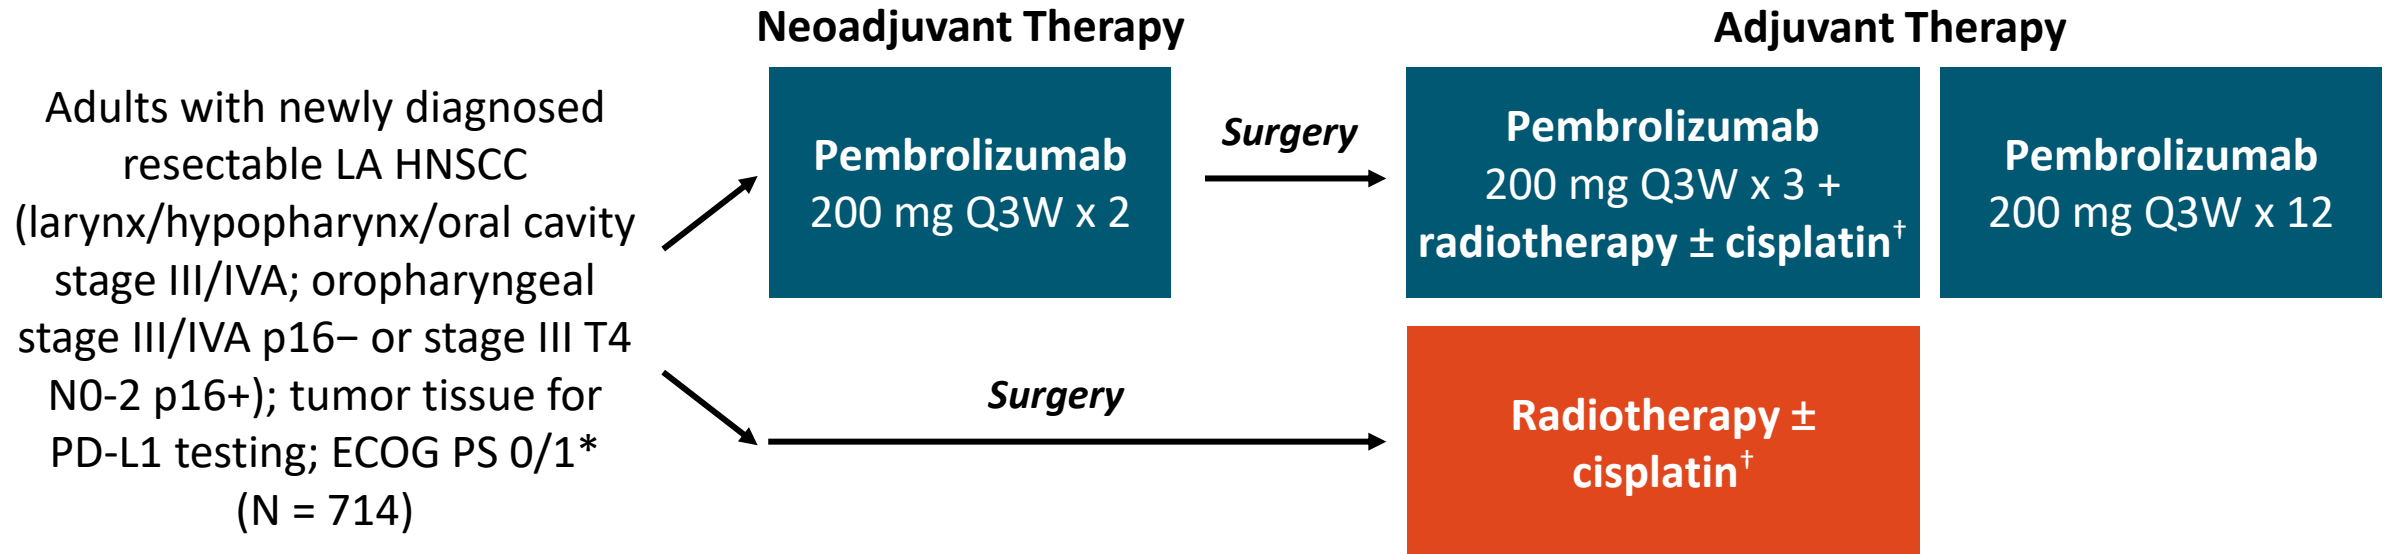 Neoadjuvant Therapy
Adjuvant Therapy
Adults with newly diagnosed
resectable LA HNSCC
(larynx/hypopharynx/oral cavity
stage III/IVA; oropharyngeal
stage III/IVA p16− or stage III T4
N0-2 p16+); tumor tissue for
PD-L1 testing; ECOG PS 0/1*
(N = 714)
Pembrolizumab
200 mg Q3W x 2
Surgery
Pembrolizumab
200 mg Q3W x 3 +
radiotherapy ± cisplatin†
Pembrolizumab
200 mg Q3W x 12
Surgery
Radiotherapy ±
cisplatin†